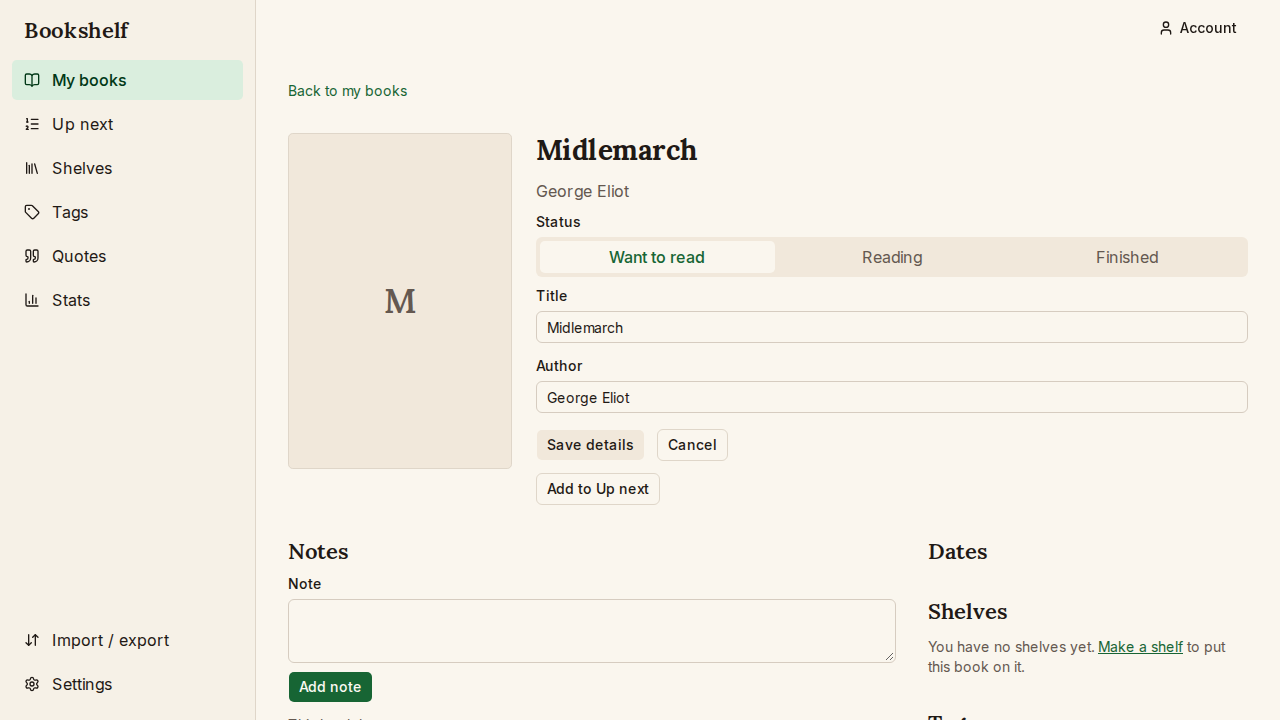 Bookshelf
My books
Up next
Shelves
Tags
Quotes
Stats
Import / export
Settings
Account
Back to my books
M
Midlemarch
George Eliot
Status
Want to read
Reading
Finished
Title
Midlemarch
Author
George Eliot
Save details
Cancel
Add to Up next
Notes
Note
Add note
Dates
Shelves
You have no shelves yet. Make a shelf to put
this book on it.